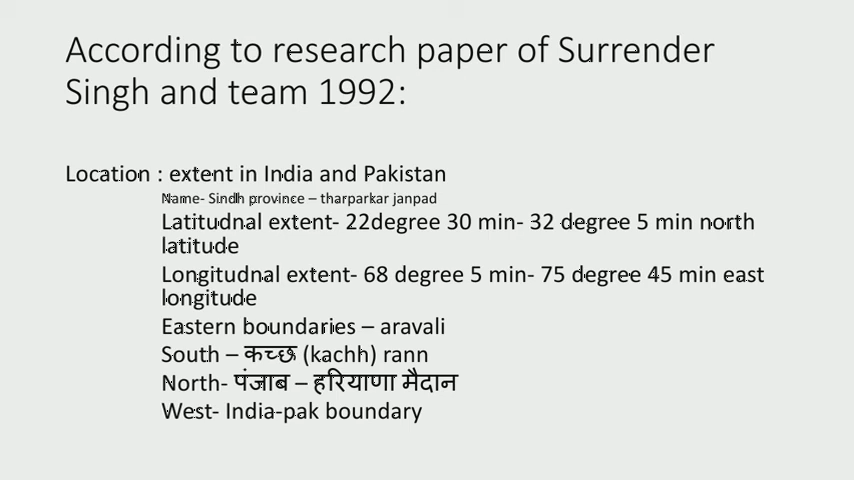 According to research paper of Surrender
Singh and team 1992:
Location : extent in India and Pakistan
Name- Sindh province – tharparkar janpad
Latitudnal extent- 22degree 30 min- 32 degree 5 min north
latitude
Longitudnal extent- 68 degree 5 min- 75 degree 45 min east
longitude
Eastern boundaries – aravali
South – कच्छ (kachh) rann
North- पंजाब – हरियाणा मैदान
West- India-pak boundary